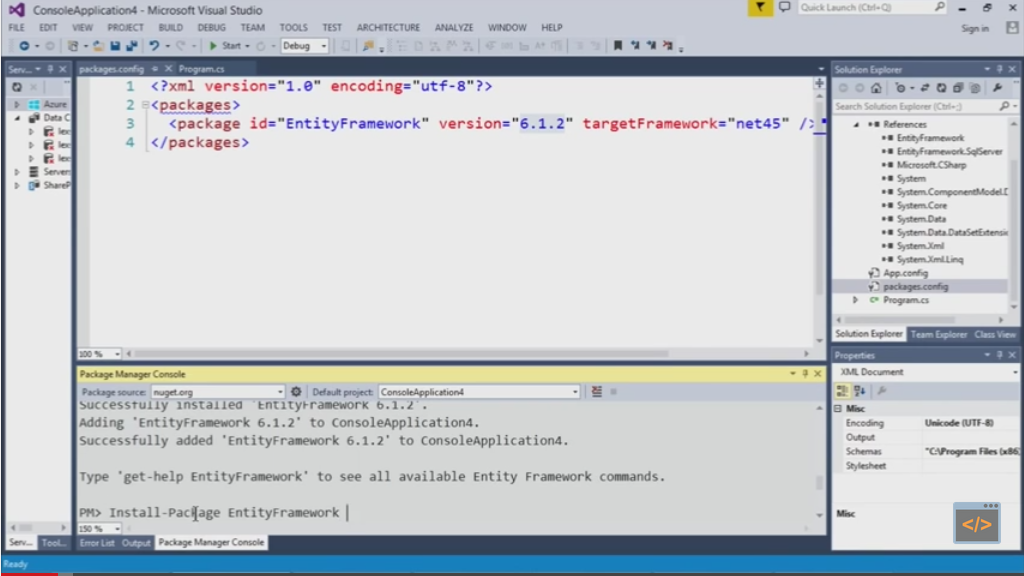 ConsoleApplication4 - Microsoft Visual Studio
Quick Launch (Ctrl+Q)
FILE EDIT VIEW PROJECT BUILD DEBUG TEAM TOOLS TEST ARCHITECTURE ANALYZE WINDOW HELP
Sign in
Start
Debug
Serv...
packages.config
Program.cs
Solution Explorer
1 <?xml version="1.0" encoding="utf-8"?>
2 <packages>
3 <package id="EntityFramework" version="6.1.2" targetFramework="net45" />
4 </packages>
Azure
Data C
lex
lex
lex
Servers
ShareP
Search Solution Explorer (Ctrl+;)
References
EntityFramework
EntityFramework.SqlServer
Microsoft.CSharp
System
System.ComponentModel.D
System.Core
System.Data
System.Data.DataSetExtensio
System.Xml
System.Xml.Linq
App.config
packages.config
Program.cs
Solution Explorer Team Explorer Class View
100 %
Properties
XML Document
Misc
Encoding Unicode (UTF-8)
Output
Schemas "C:\Program Files (x86
Stylesheet
Misc
Package Manager Console
Package source: nuget.org
Default project: ConsoleApplication4
Successfully installed 'EntityFramework 6.1.2'.
Adding 'EntityFramework 6.1.2' to ConsoleApplication4.
Successfully added 'EntityFramework 6.1.2' to ConsoleApplication4.
Type 'get-help EntityFramework' to see all available Entity Framework commands.
PM> Install-Package EntityFramework
150 %
Serv... Tool...
Error List Output Package Manager Console
</>
Ready